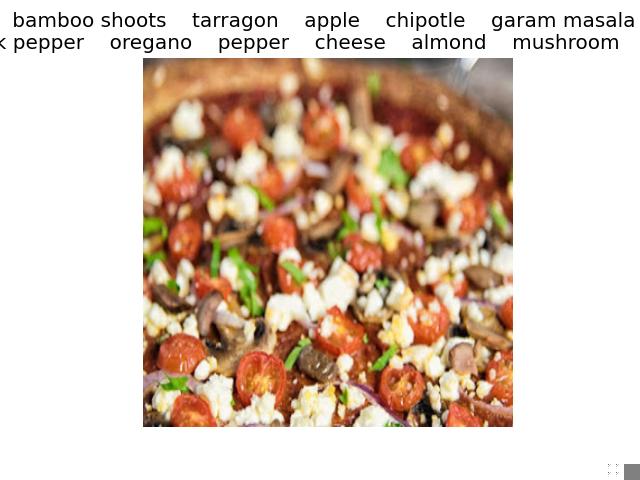 bamboo shoots tarragon apple chipotle garam masala
k pepper oregano pepper cheese almond mushroom